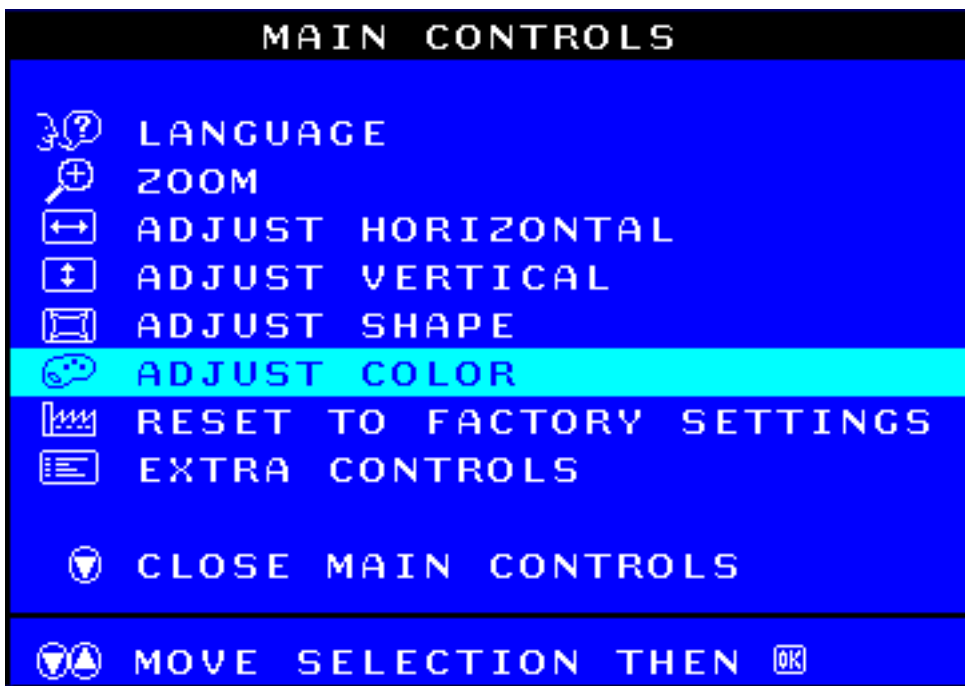 MAIN CONTROLS
LANGUAGE
ZOOM
ADJUST HORIZONTAL
ADJUST VERTICAL
ADJUST SHAPE
ADJUST COLOR
RESET TO FACTORY SETTINGS
EXTRA CONTROLS
CLOSE MAIN CONTROLS
MOVE SELECTION THEN OK